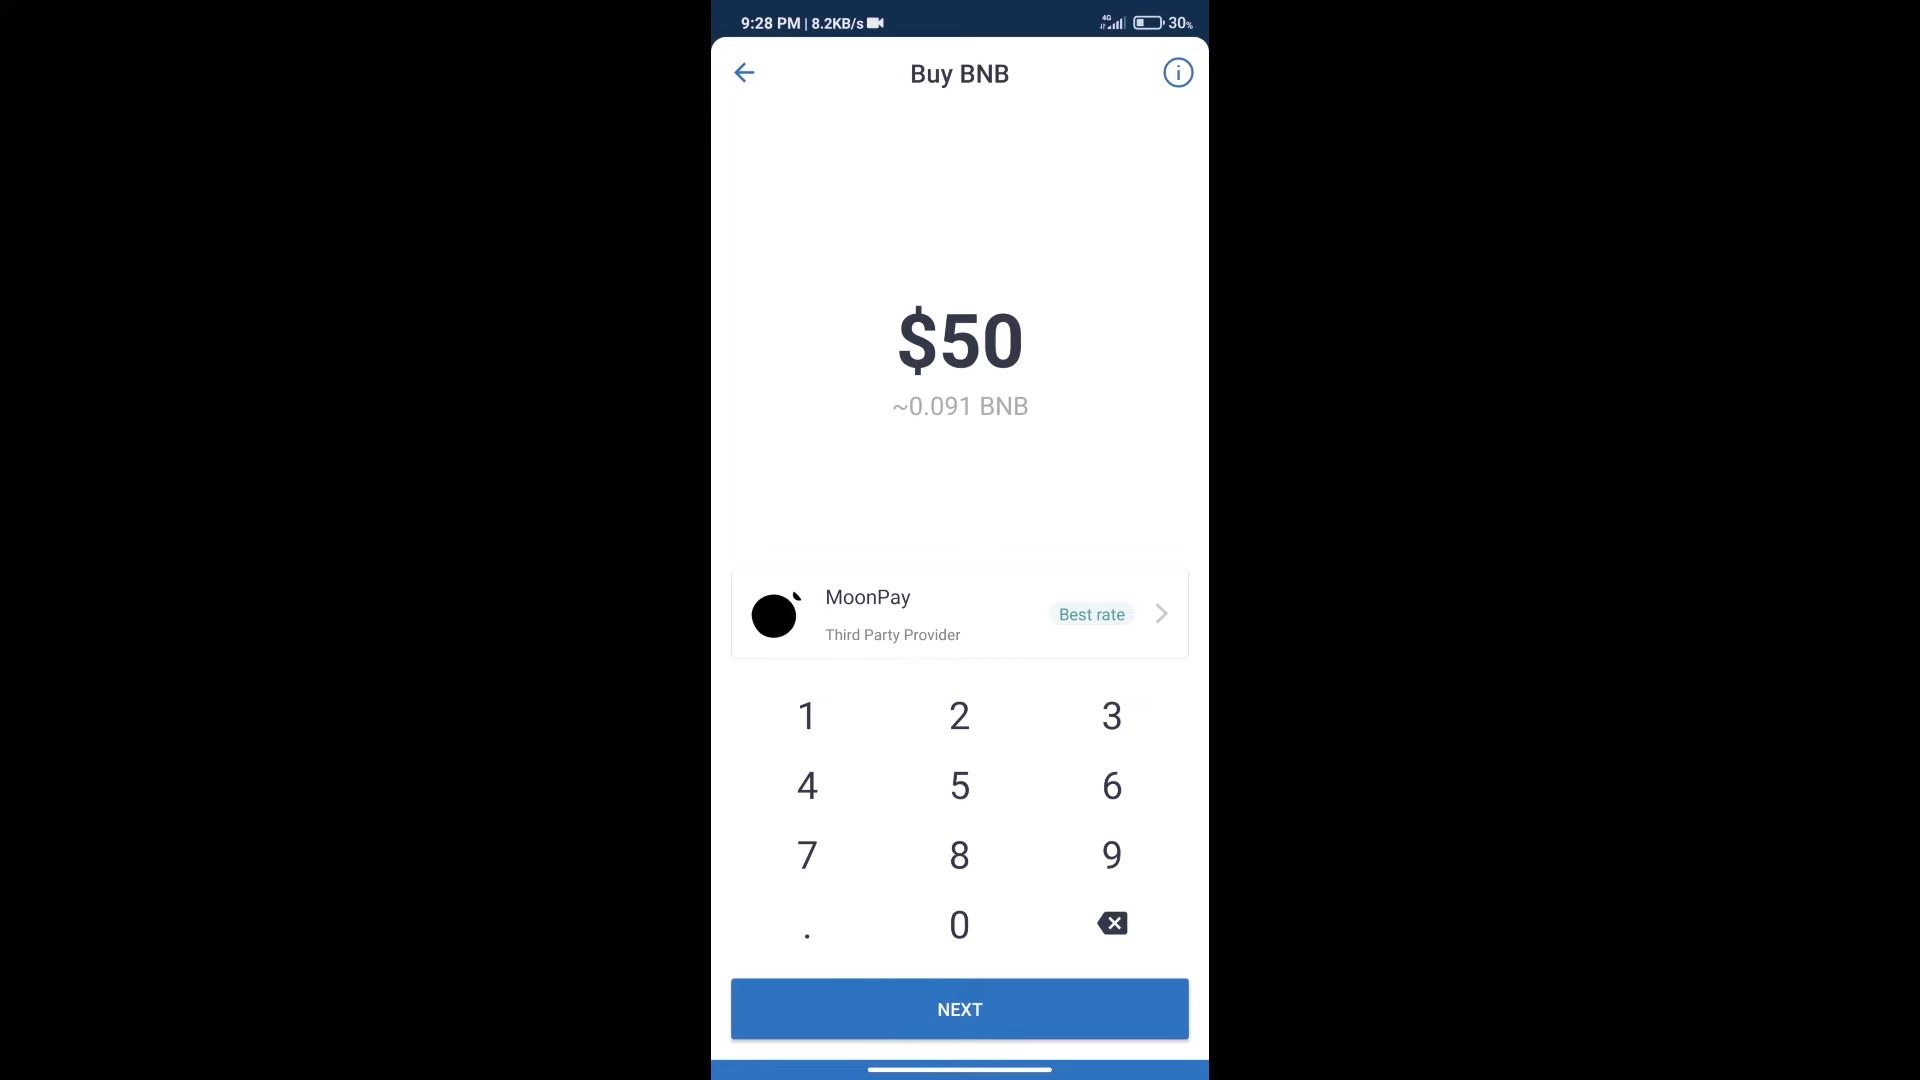 9:28 PM | 8.2KB/s 4G 30%
Buy BNB
$50
~0.091 BNB
MoonPay
Best rate
Third Party Provider
1 2 3
4 5 6
7 8 9
. 0
NEXT